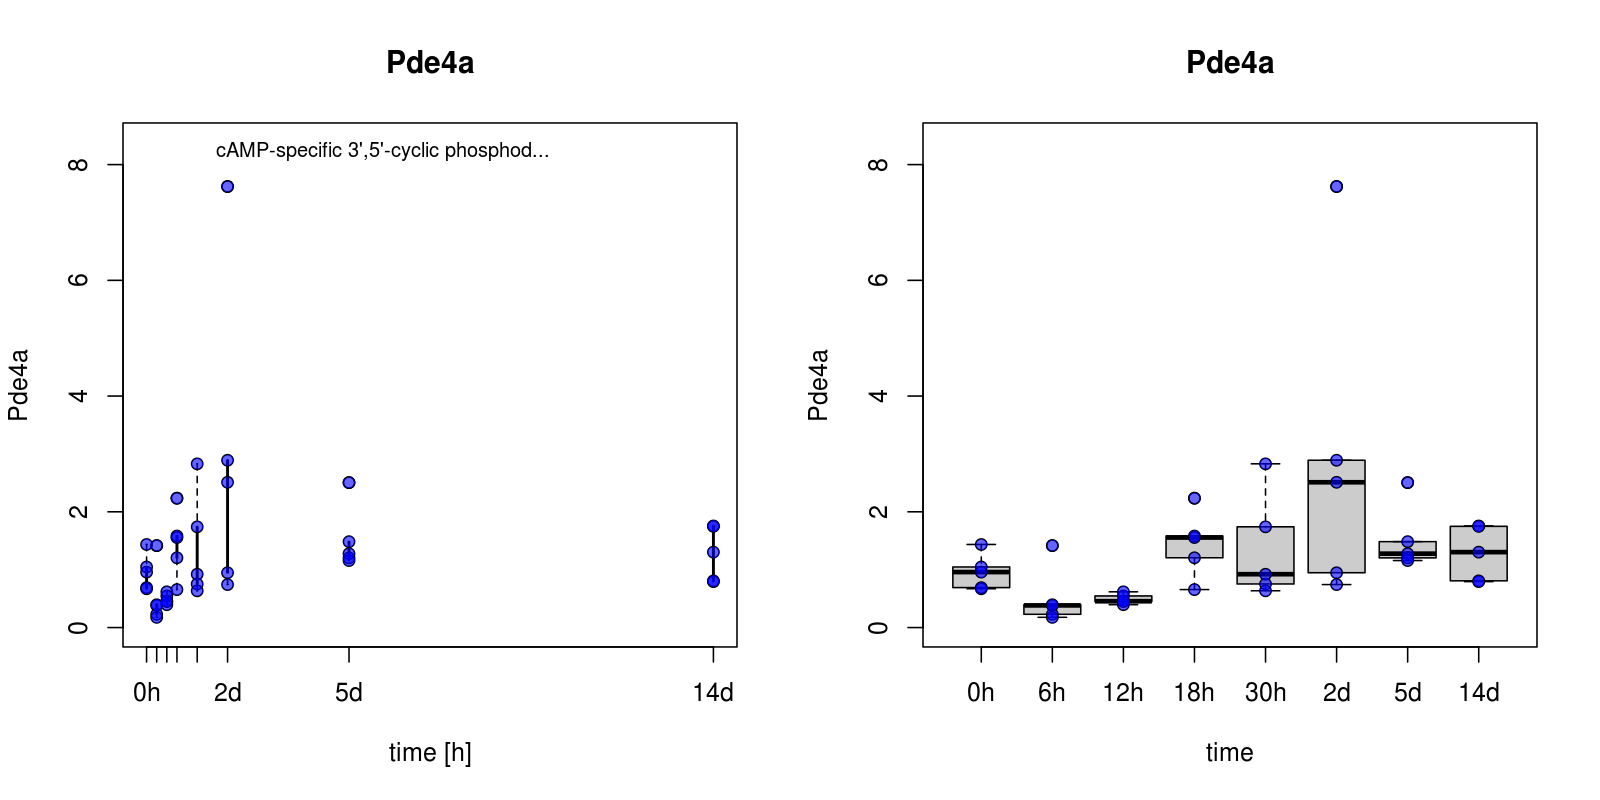 Pde4a
cAMP-specific 3',5'-cyclic phosphod...
8
6
4
2
0
Pde4a
0h 2d 5d 14d
time [h]
Pde4a
8
6
4
2
0
Pde4a
0h 6h 12h 18h 30h 2d 5d 14d
time